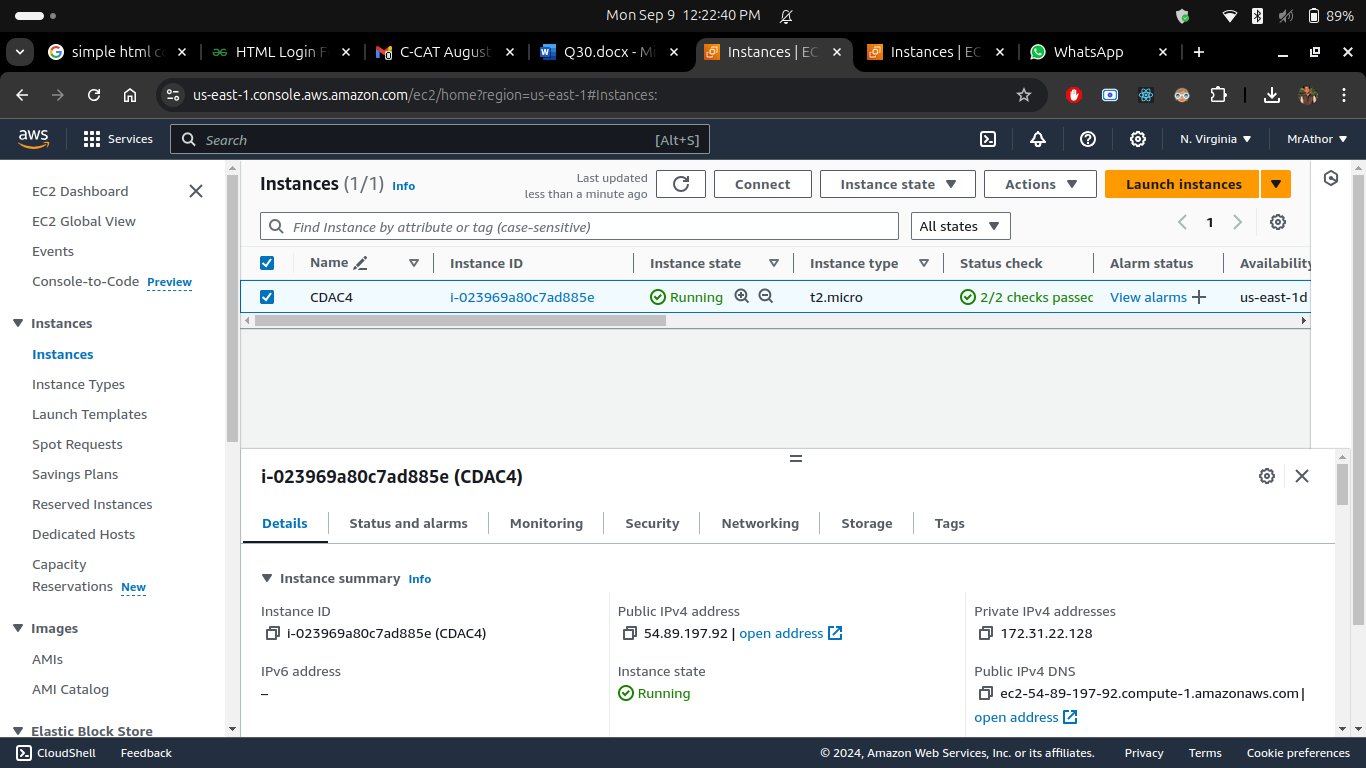 Mon Sep 9 12:22:40 PM
89%
simple html c
HTML Login F
C-CAT August
Q30.docx - Mi
Instances | EC
Instances | EC
WhatsApp
us-east-1.console.aws.amazon.com/ec2/home?region=us-east-1#Instances:
aws
Services
Search
[Alt+S]
N. Virginia
MrAthor
EC2 Dashboard
EC2 Global View
Events
Console-to-Code Preview
Instances
Instances
Instance Types
Launch Templates
Spot Requests
Savings Plans
Reserved Instances
Dedicated Hosts
Capacity
Reservations New
Images
AMIs
AMI Catalog
Elastic Block Store
Instances (1/1) Info
Last updated
less than a minute ago
Connect
Instance state
Actions
Launch instances
Find Instance by attribute or tag (case-sensitive)
All states
1
Name Instance ID Instance state Instance type Status check Alarm status Availability
CDAC4 i-023969a80c7ad885e Running t2.micro 2/2 checks passec View alarms + us-east-1d
i-023969a80c7ad885e (CDAC4)
Details Status and alarms Monitoring Security Networking Storage Tags
Instance summary Info
Instance ID
i-023969a80c7ad885e (CDAC4)
Public IPv4 address
54.89.197.92 | open address
Private IPv4 addresses
172.31.22.128
IPv6 address
–
Instance state
Running
Public IPv4 DNS
ec2-54-89-197-92.compute-1.amazonaws.com |
open address
CloudShell Feedback
© 2024, Amazon Web Services, Inc. or its affiliates. Privacy Terms Cookie preferences